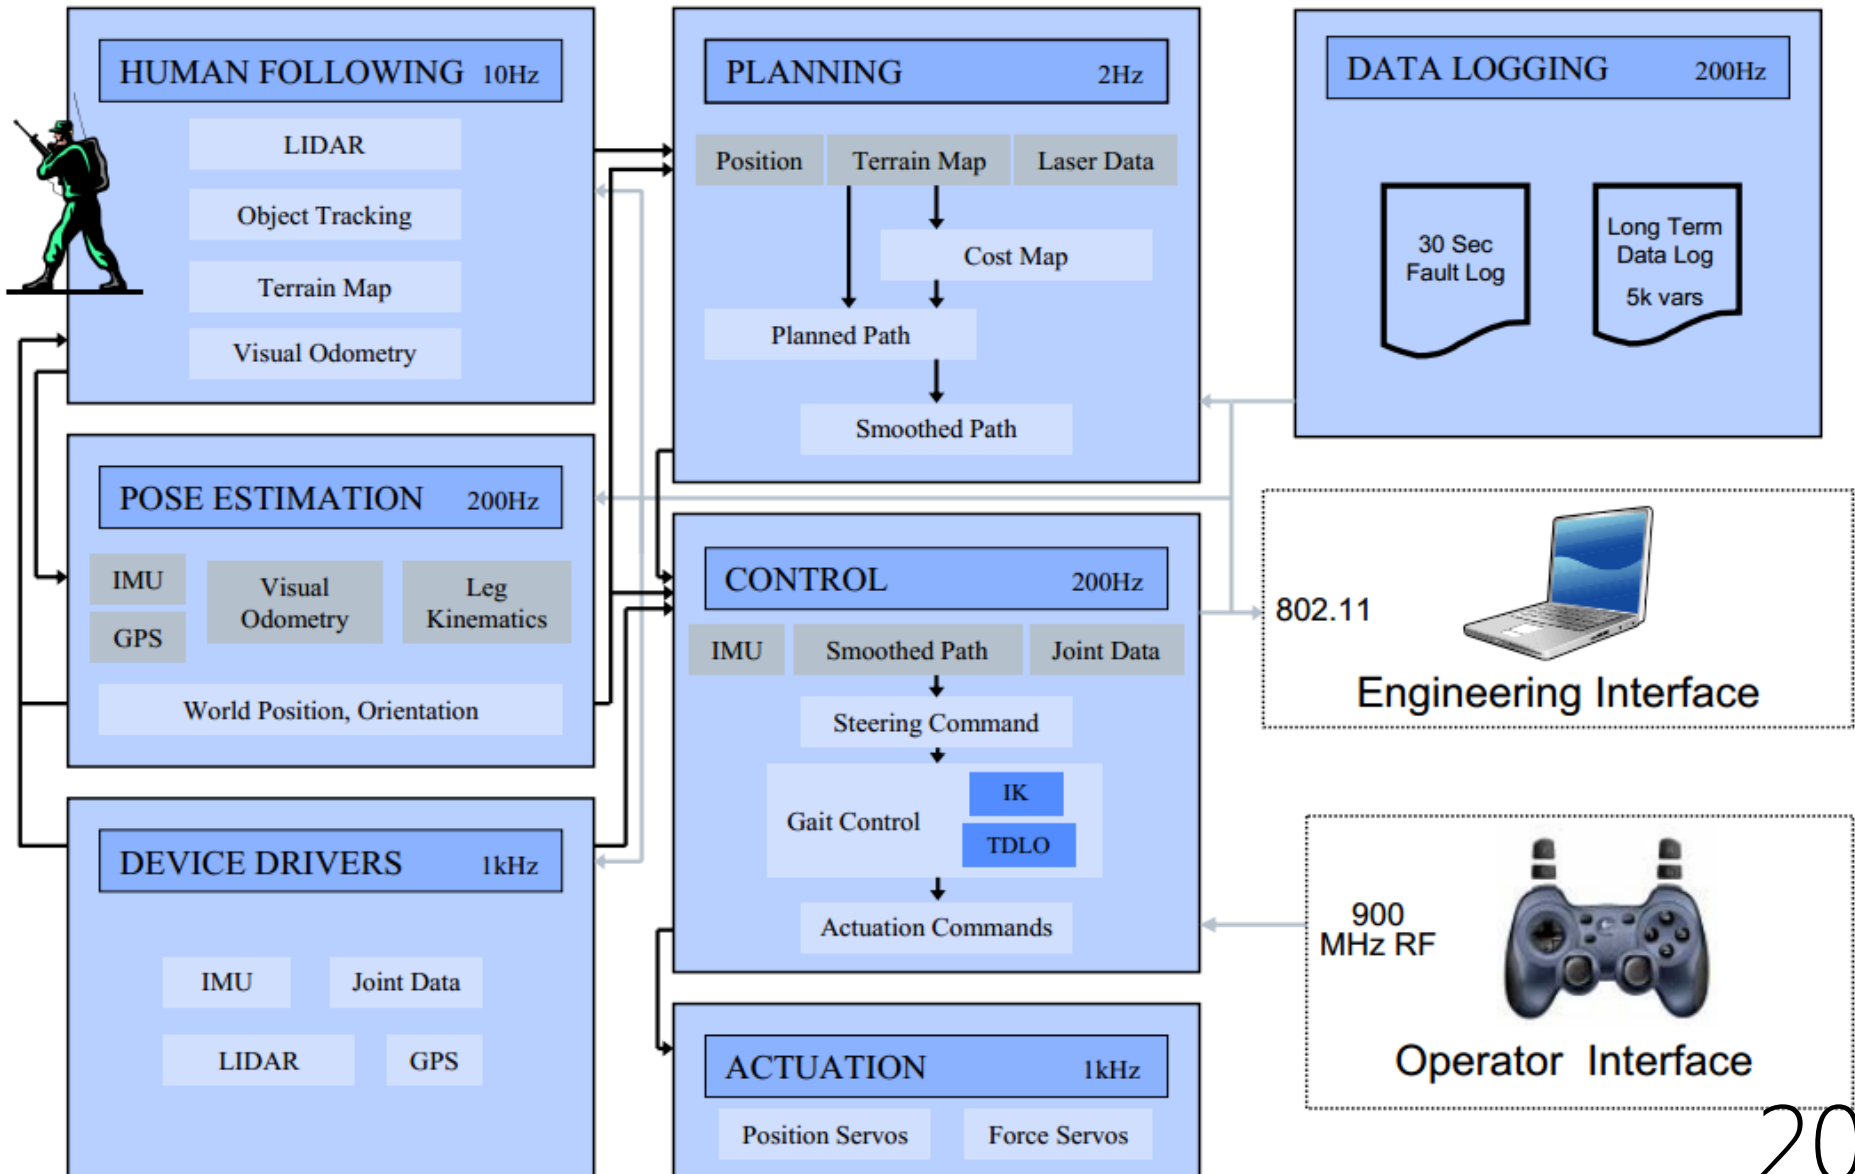 HUMAN FOLLOWING 10Hz
LIDAR
Object Tracking
Terrain Map
Visual Odometry
POSE ESTIMATION 200Hz
IMU
GPS
Visual
Odometry
Leg
Kinematics
World Position, Orientation
DEVICE DRIVERS 1kHz
IMU
Joint Data
LIDAR
GPS
PLANNING 2Hz
Position
Terrain Map
Laser Data
Cost Map
Planned Path
Smoothed Path
CONTROL 200Hz
IMU
Smoothed Path
Joint Data
Steering Command
Gait Control
IK
TDLO
Actuation Commands
ACTUATION 1kHz
Position Servos
Force Servos
DATA LOGGING 200Hz
30 Sec
Fault Log
Long Term
Data Log
5k vars
802.11
Engineering Interface
900
MHz RF
Operator Interface
20